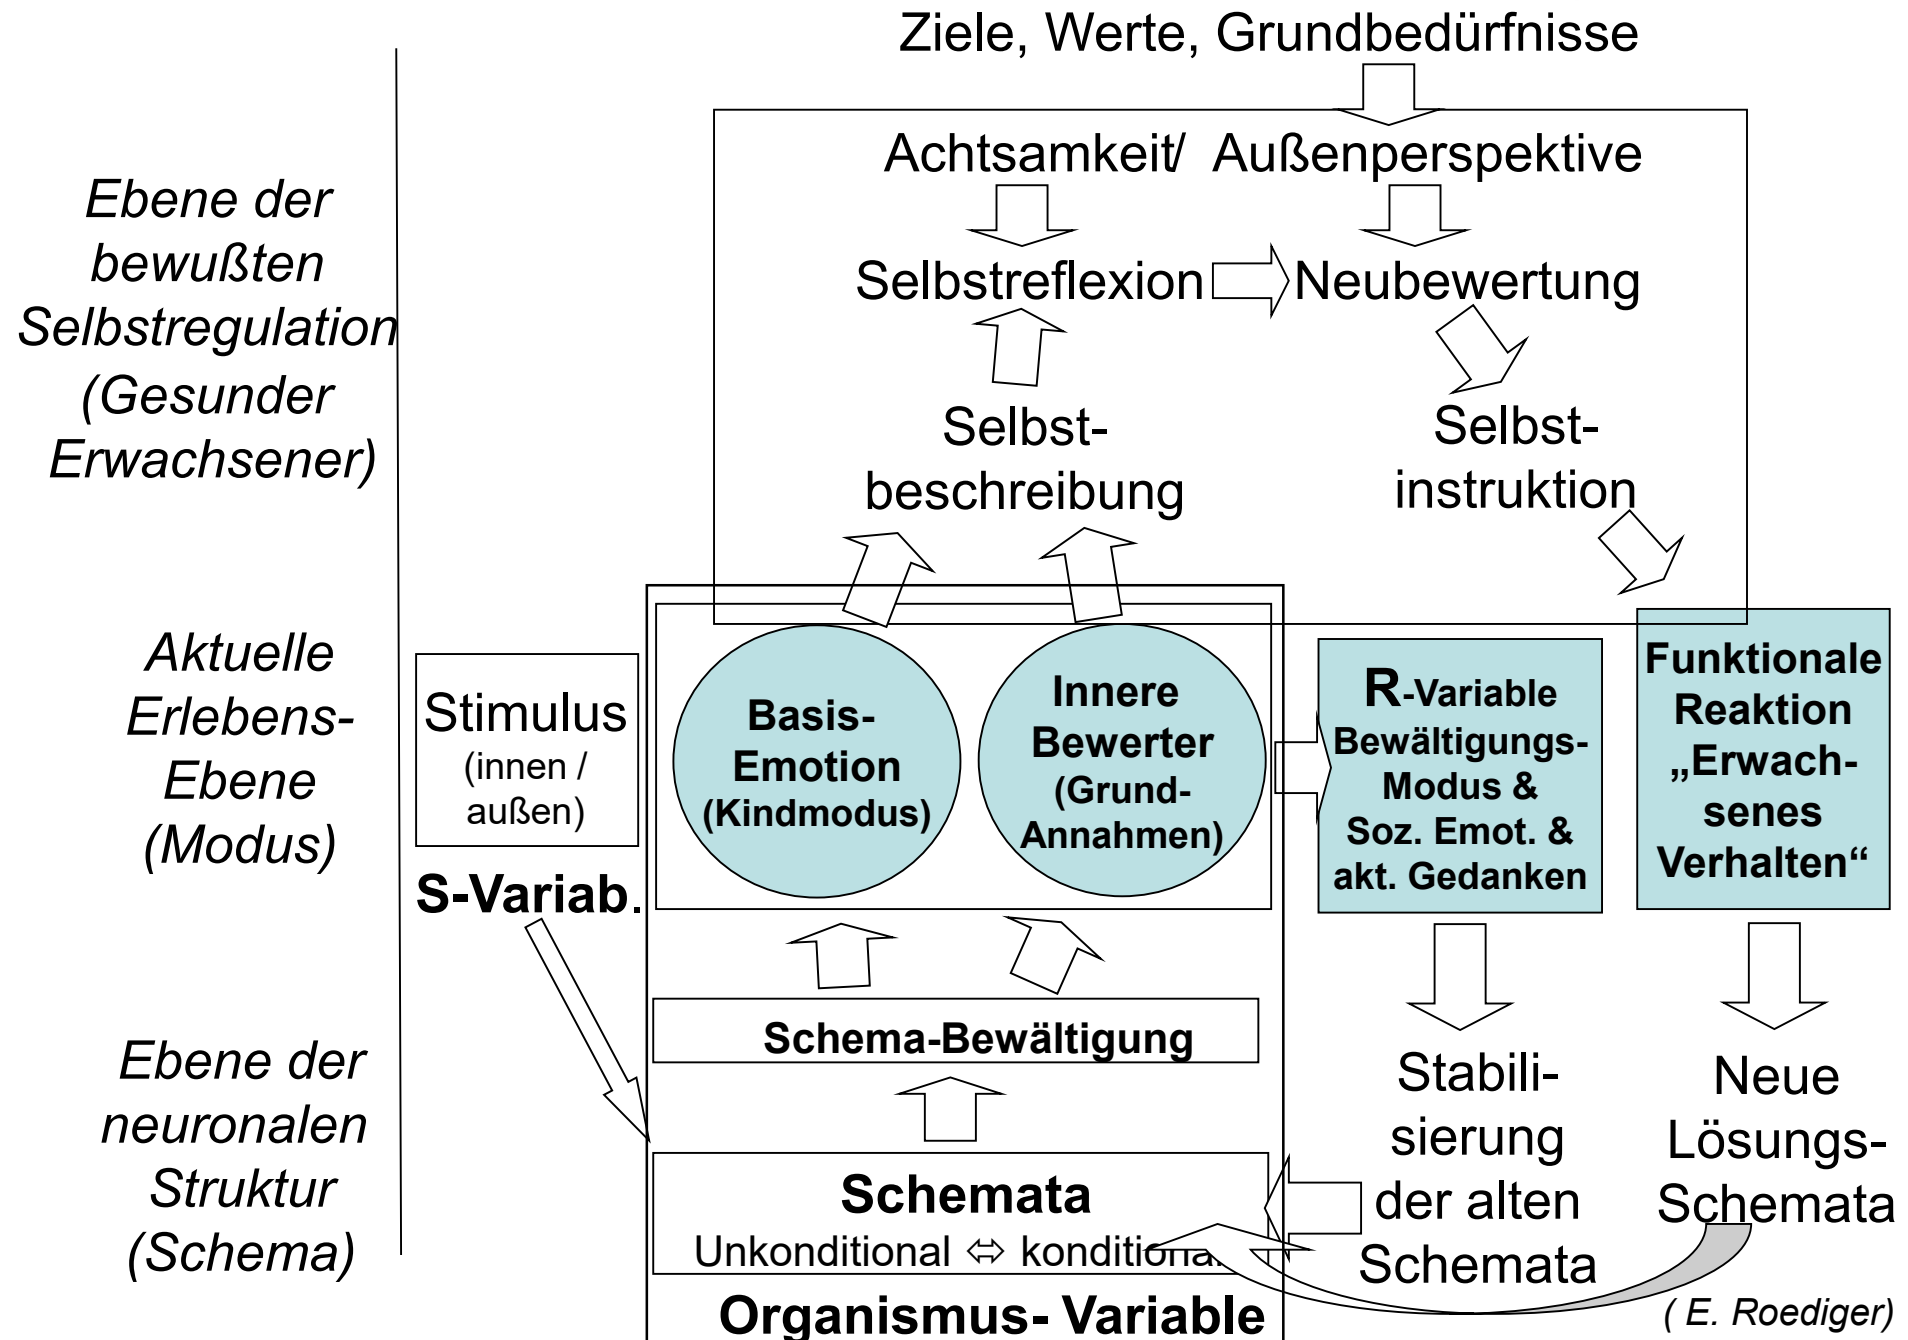 Ziele, Werte, Grundbedürfnisse
Achtsamkeit/ Außenperspektive
Selbstreflexion
Neubewertung
Selbst-
beschreibung
Selbst-
instruktion
Ebene der
bewußten
Selbstregulation
(Gesunder
Erwachsener)
Aktuelle
Erlebens-
Ebene
(Modus)
Stimulus
(innen /
außen)
S-Variab.
Basis-
Emotion
(Kindmodus)
Innere
Bewerter
(Grund-
Annahmen)
R-Variable
Bewältigungs-
Modus &
Soz. Emot. &
akt. Gedanken
Funktionale
Reaktion
„Erwach-
senes
Verhalten“
Ebene der
neuronalen
Struktur
(Schema)
Schema-Bewältigung
Schemata
Unkonditional ⇔ konditional
Organismus- Variable
Stabili-
sierung
der alten
Schemata
Neue
Lösungs-
Schemata
( E. Roediger)